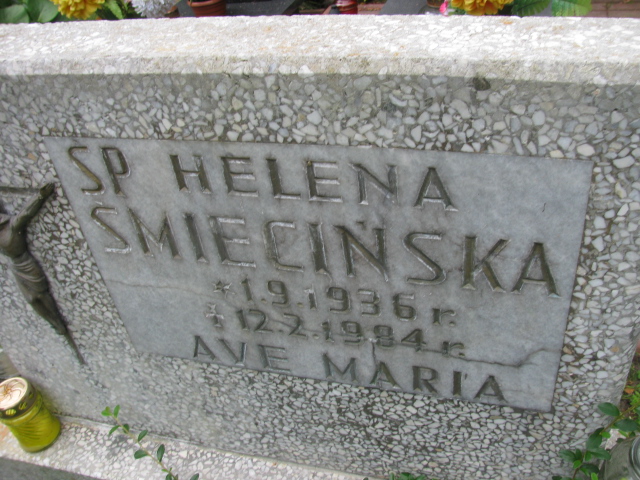 SP HELENA
SMIECIŃSKA
* 1.9.1936 r.
† 12.2.1984 r.
AVE MARIA